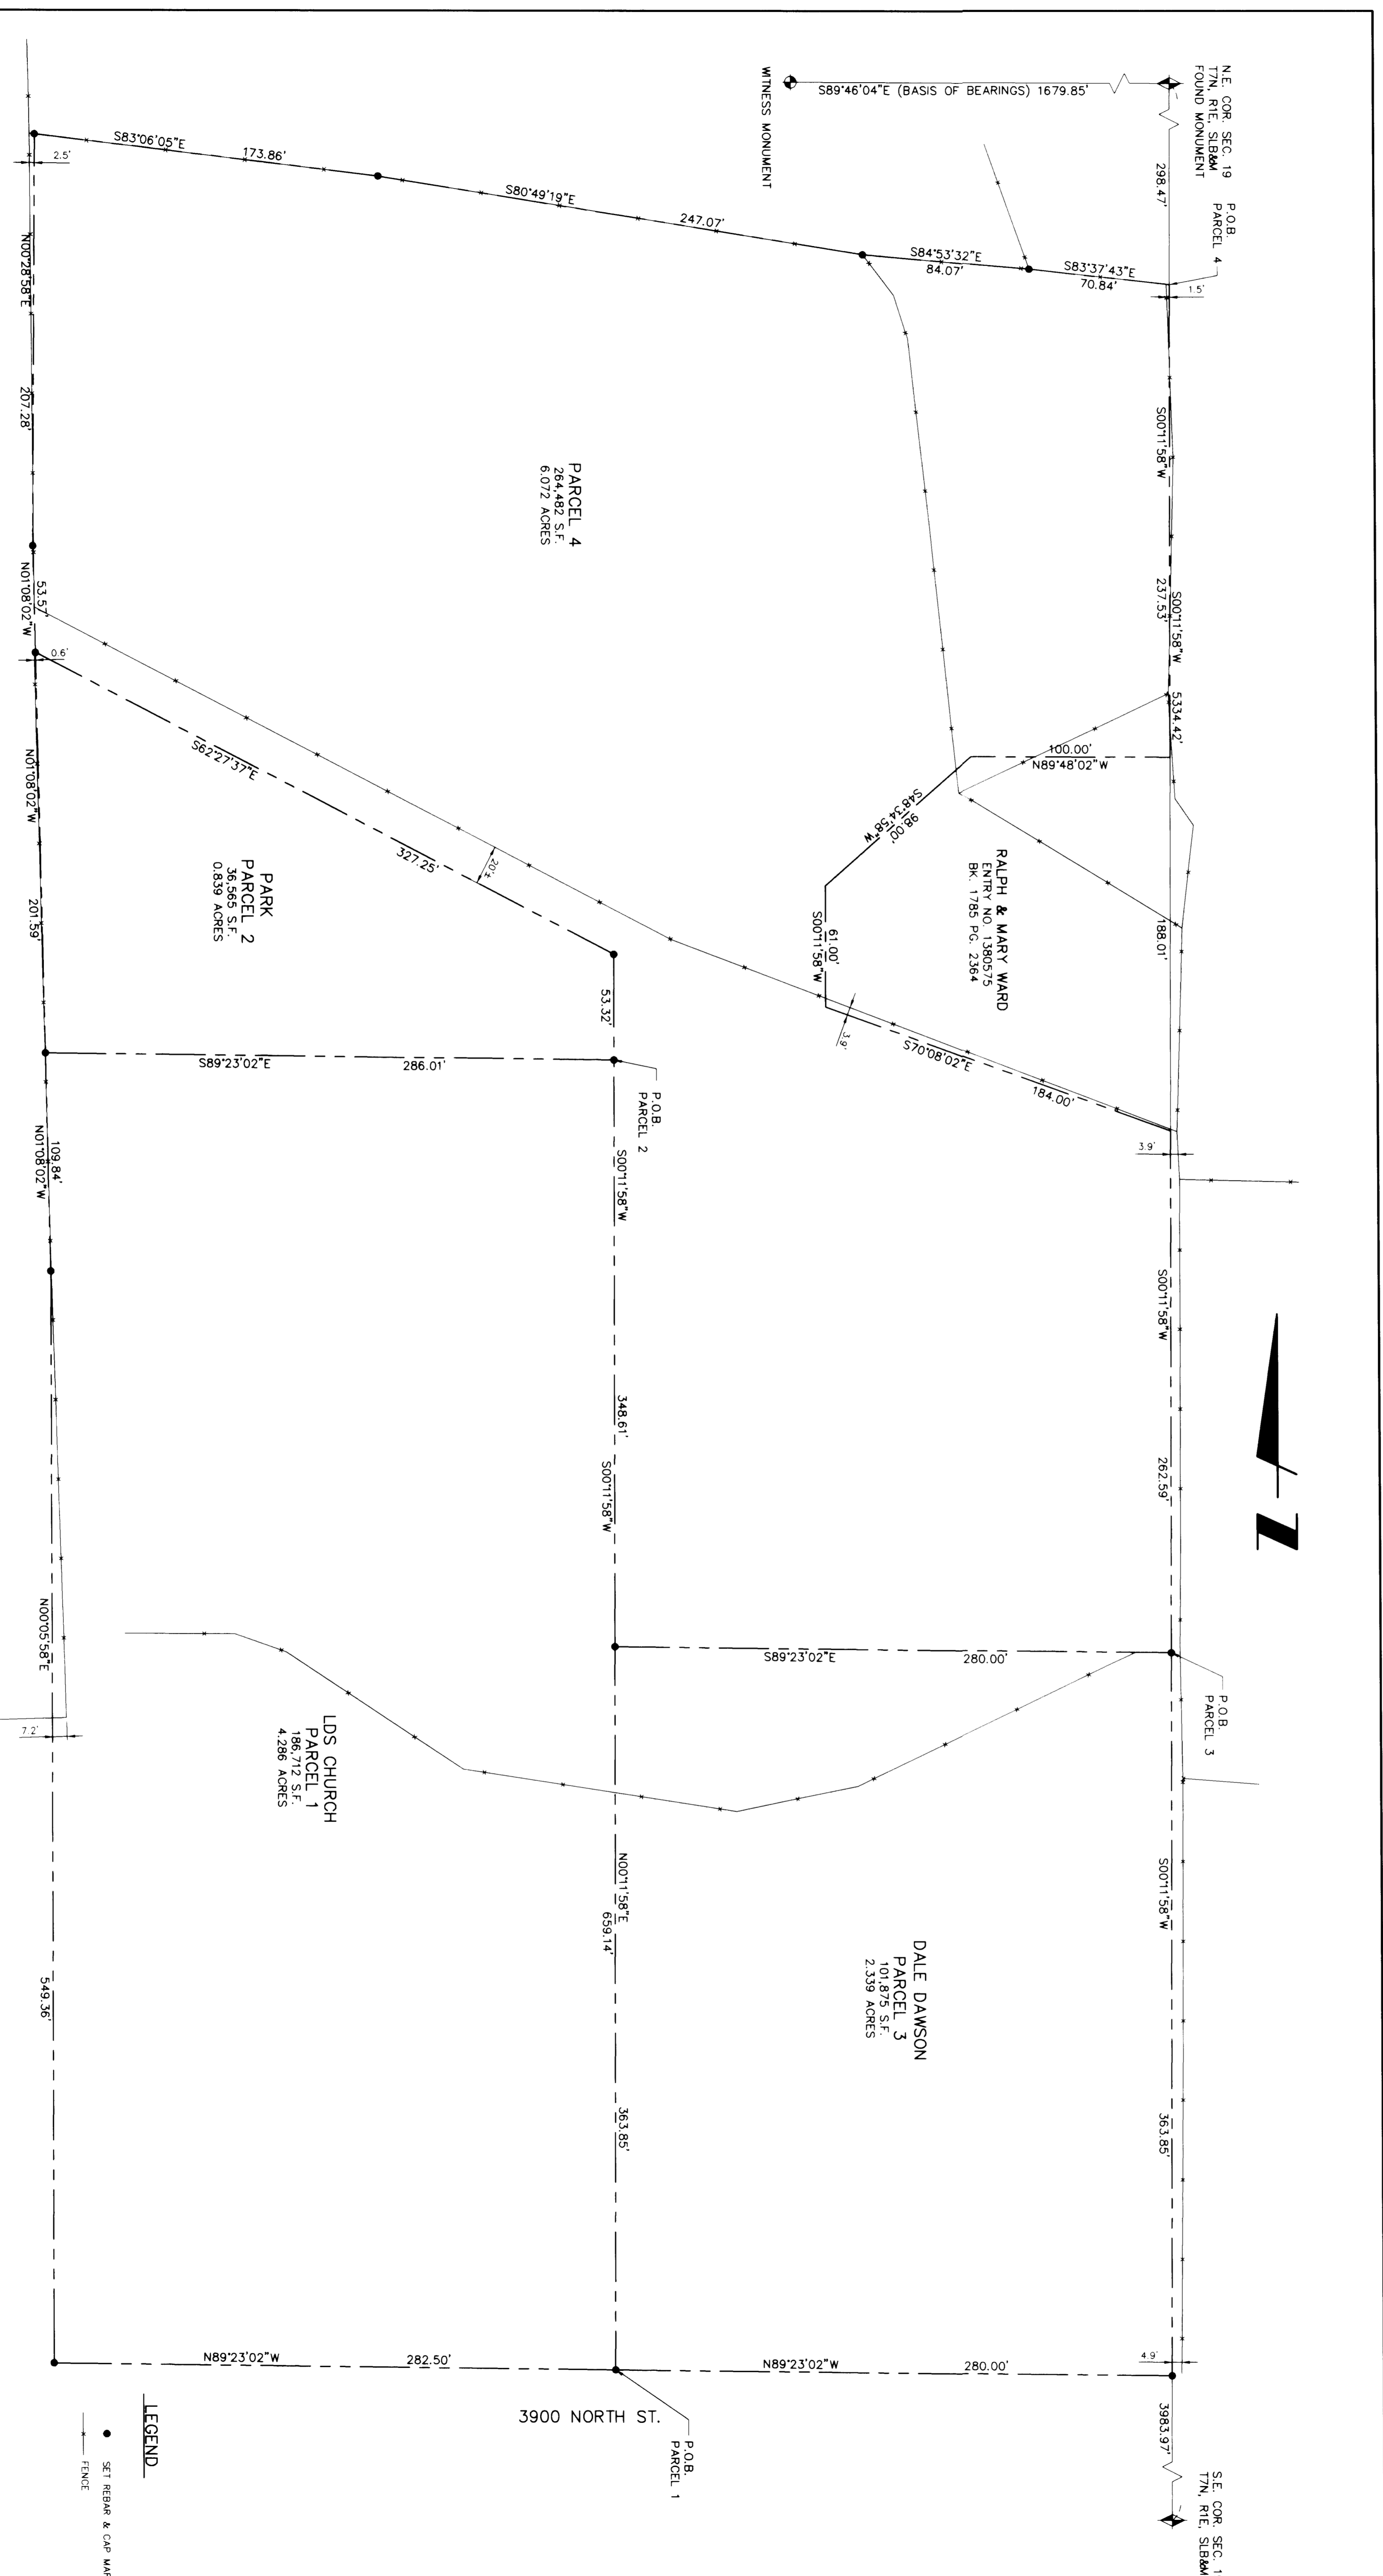 N.E. COR. SEC. 19
T7N, R1E, SLB&M
FOUND MONUMENT
P.O.B.
PARCEL 4
WITNESS MONUMENT
S89°46'04"E (BASIS OF BEARINGS) 1679.85'
298.47'
1.5'
S83°06'05"E
173.86'
S80°49'19"E
247.07'
S84°53'32"E
84.07'
S83°37'43"E
70.84'
2.5'
N00°28'58"E
207.28'
N01°08'02"W
53.57'
0.6'
PARCEL 4
264,482 S.F.
6.072 ACRES
S00°11'58"W
237.53'
S00°11'58"W
5334.42'
100.00'
N89°48'02"W
S48°34'58"W
98.00'
61.00'
S00°11'58"W
RALPH & MARY WARD
ENTRY NO. 1380575
BK. 1785 PG. 2364
188.01'
3.9'
S70°08'02"E
184.00'
3.9'
S62°27'37"E
327.25'
20'±
PARK
PARCEL 2
36,565 S.F.
0.839 ACRES
N01°08'02"W
201.59'
53.32'
S89°23'02"E
286.01'
P.O.B.
PARCEL 2
109.84'
N01°08'02"W
S00°11'58"W
348.61'
S00°11'58"W
S00°11'58"W
262.59'
Z
S89°23'02"E
280.00'
P.O.B.
PARCEL 3
N00°05'58"E
7.2'
LDS CHURCH
PARCEL 1
186,712 S.F.
4.286 ACRES
N00°11'58"E
659.14'
S00°11'58"W
DALE DAWSON
PARCEL 3
101,875 S.F.
2.339 ACRES
549.36'
363.85'
363.85'
N89°23'02"W
282.50'
N89°23'02"W
280.00'
4.9'
3900 NORTH ST.
P.O.B.
PARCEL 1
3983.97'
S.E. COR. SEC. 1
T7N, R1E, SLB&M
LEGEND
SET REBAR & CAP
FENCE